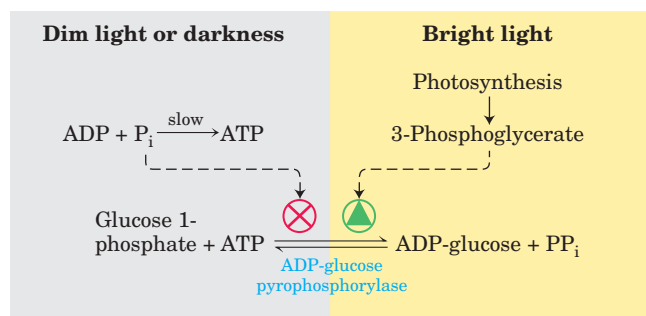 Dim light or darkness
Bright light
Photosynthesis
slow
ADP + Pᵢ → ATP
3-Phosphoglycerate
Glucose 1-
phosphate + ATP
ADP-glucose + PPᵢ
ADP-glucose
pyrophosphorylase